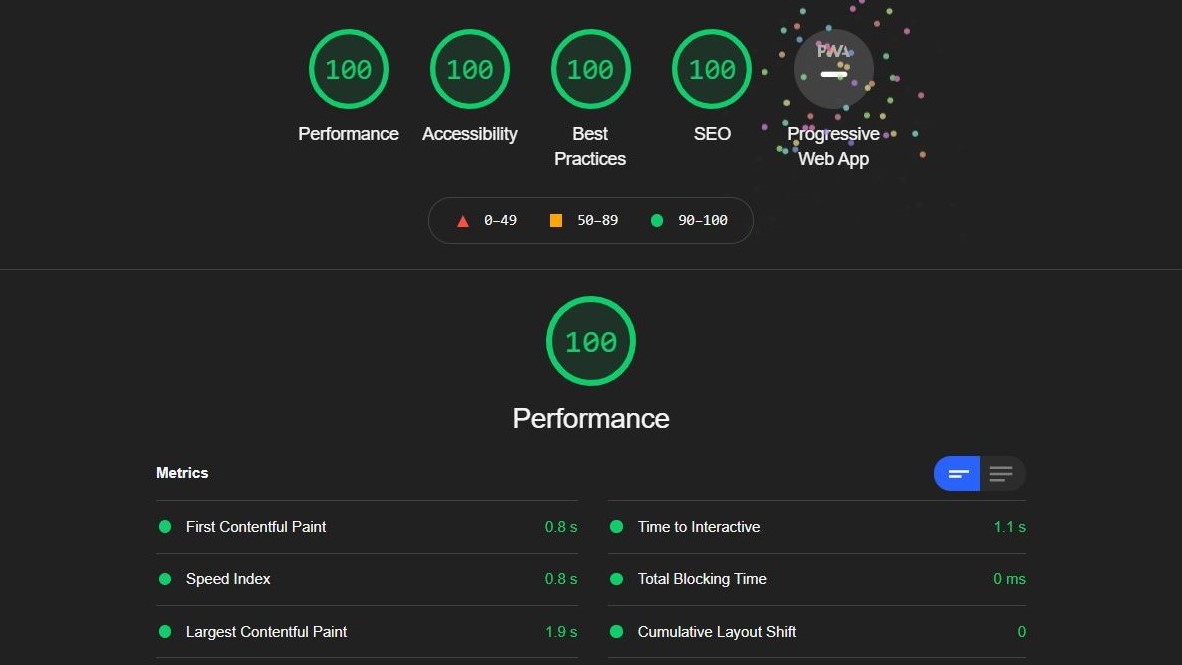 100 100 100 100 PWA
Performance Accessibility Best Practices SEO Progressive Web App
0–49 50–89 90–100
100
Performance
Metrics
First Contentful Paint 0.8 s
Time to Interactive 1.1 s
Speed Index 0.8 s
Total Blocking Time 0 ms
Largest Contentful Paint 1.9 s
Cumulative Layout Shift 0